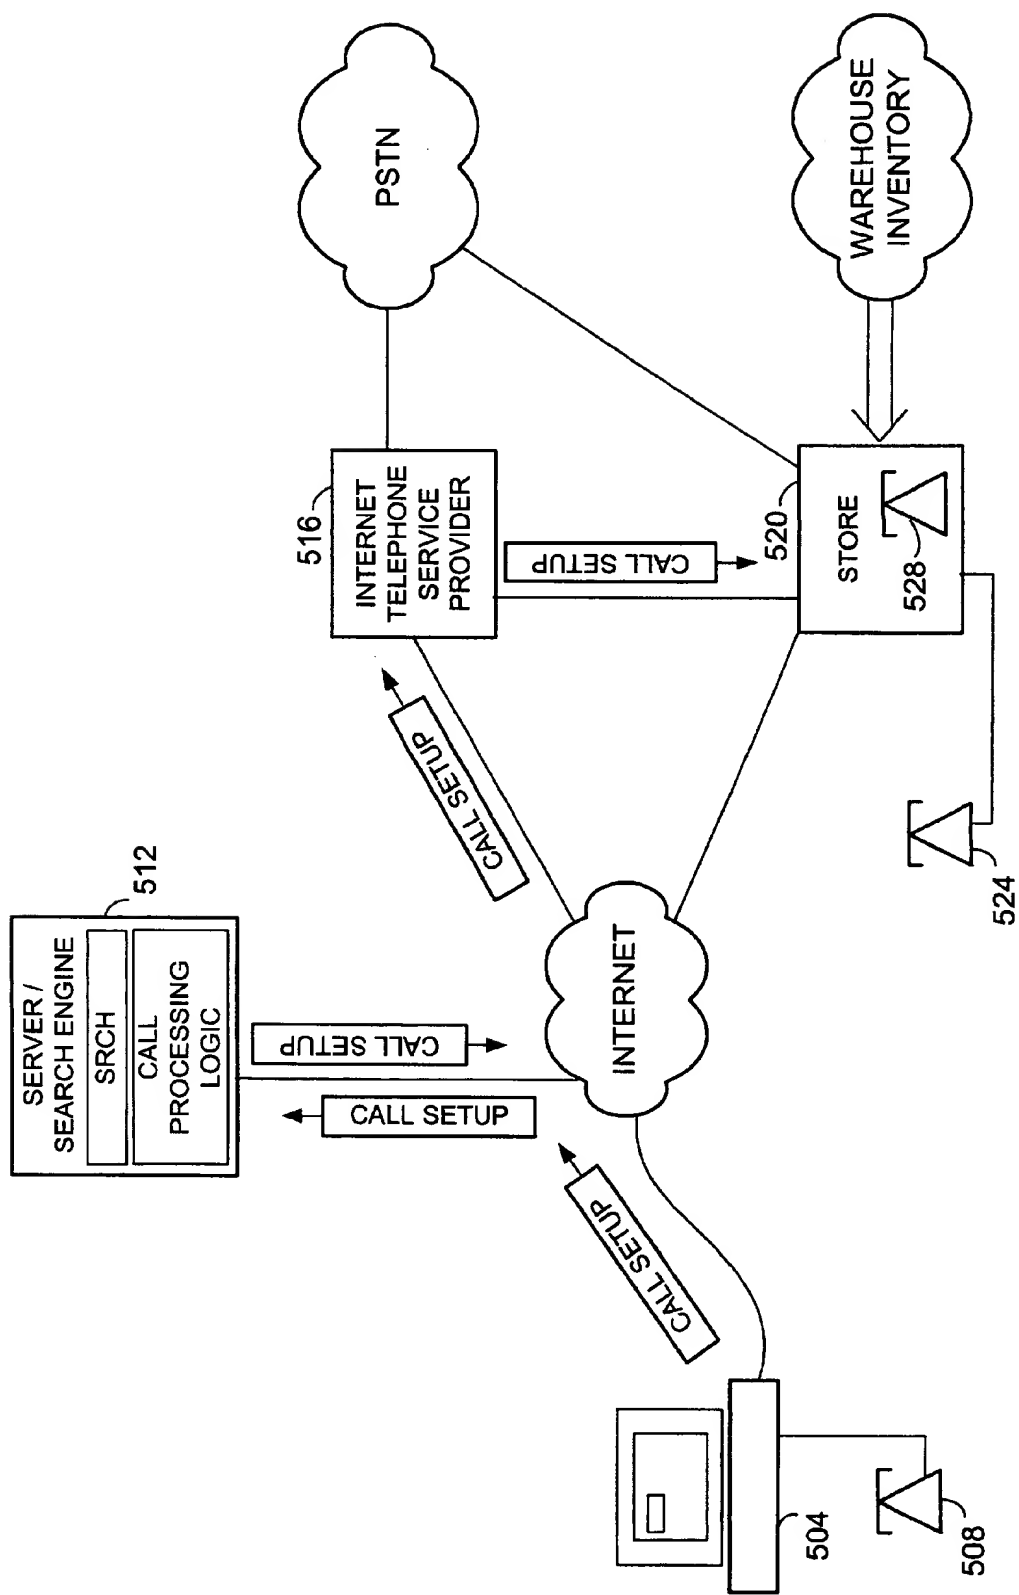 SERVER /
SEARCH ENGINE
SRCH
CALL
PROCESSING
LOGIC
512
CALL SETUP
CALL SETUP
CALL SETUP
504
508
INTERNET
CALL SETUP
516
INTERNET
TELEPHONE
SERVICE
PROVIDER
CALL SETUP
PSTN
520
STORE
528
524
WAREHOUSE
INVENTORY